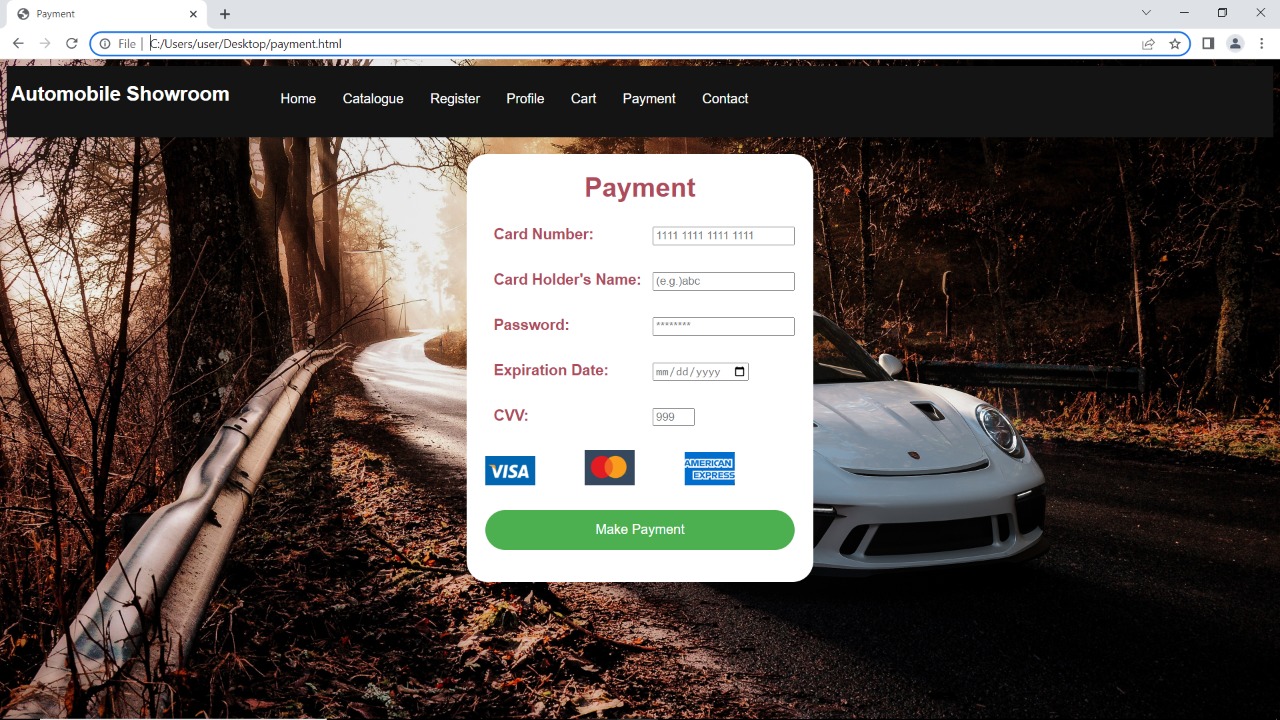 Payment
File | C:/Users/user/Desktop/payment.html
Automobile Showroom Home Catalogue Register Profile Cart Payment Contact
Payment
Card Number: 1111 1111 1111 1111
Card Holder's Name: (e.g.)abc
Password: ********
Expiration Date: mm/dd/yyyy
CVV: 999
VISA AMERICAN EXPRESS
Make Payment